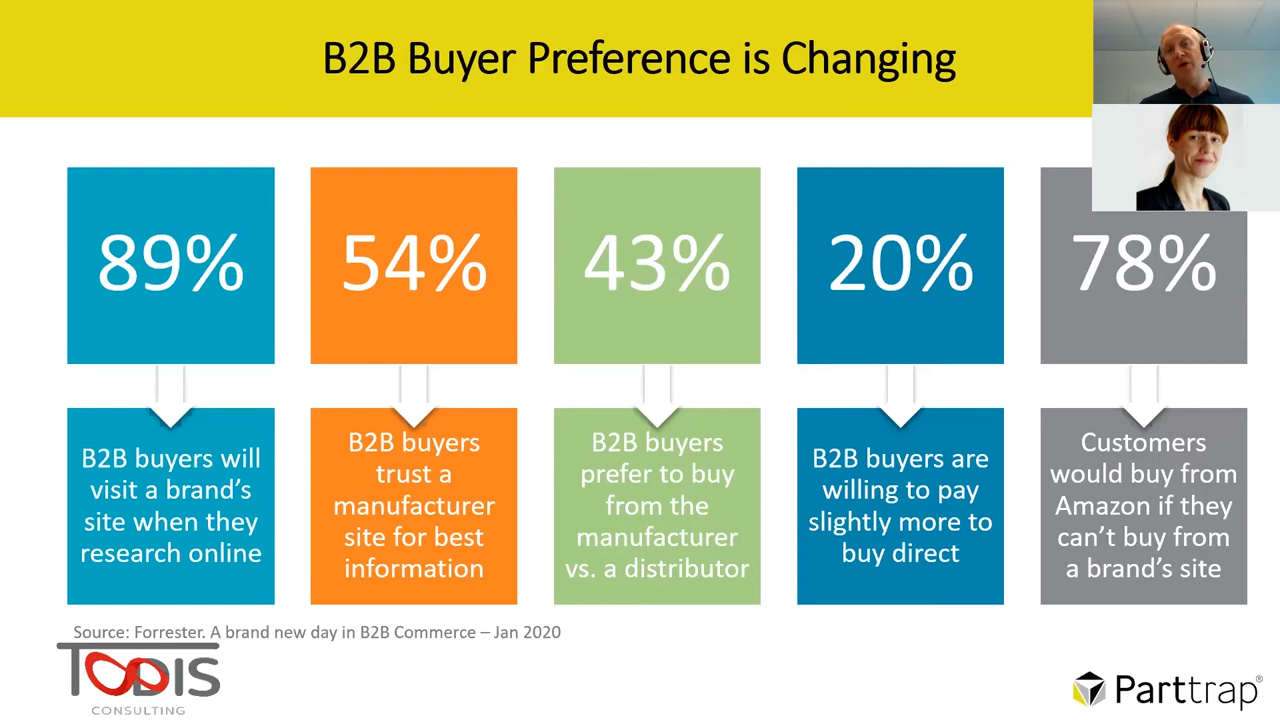 B2B Buyer Preference is Changing
89%
54%
43%
20%
78%
B2B buyers will
visit a brand's
site when they
research online
B2B buyers
trust a
manufacturer
site for best
information
B2B buyers
prefer to buy
from the
manufacturer
vs. a distributor
B2B buyers are
willing to pay
slightly more to
buy direct
Customers
would buy from
Amazon if they
can't buy from
a brand's site
Source: Forrester. A brand new day in B2B Commerce – Jan 2020
TOODIS
CONSULTING
Parttrap®